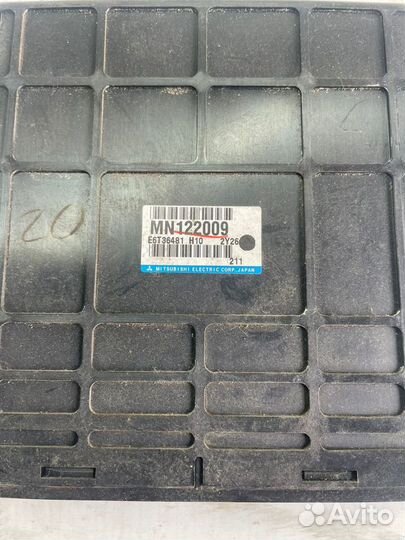 20
MN122009
E6T36481 H10 2Y26
211
MITSUBISHI ELECTRIC CORP. JAPAN
Avito